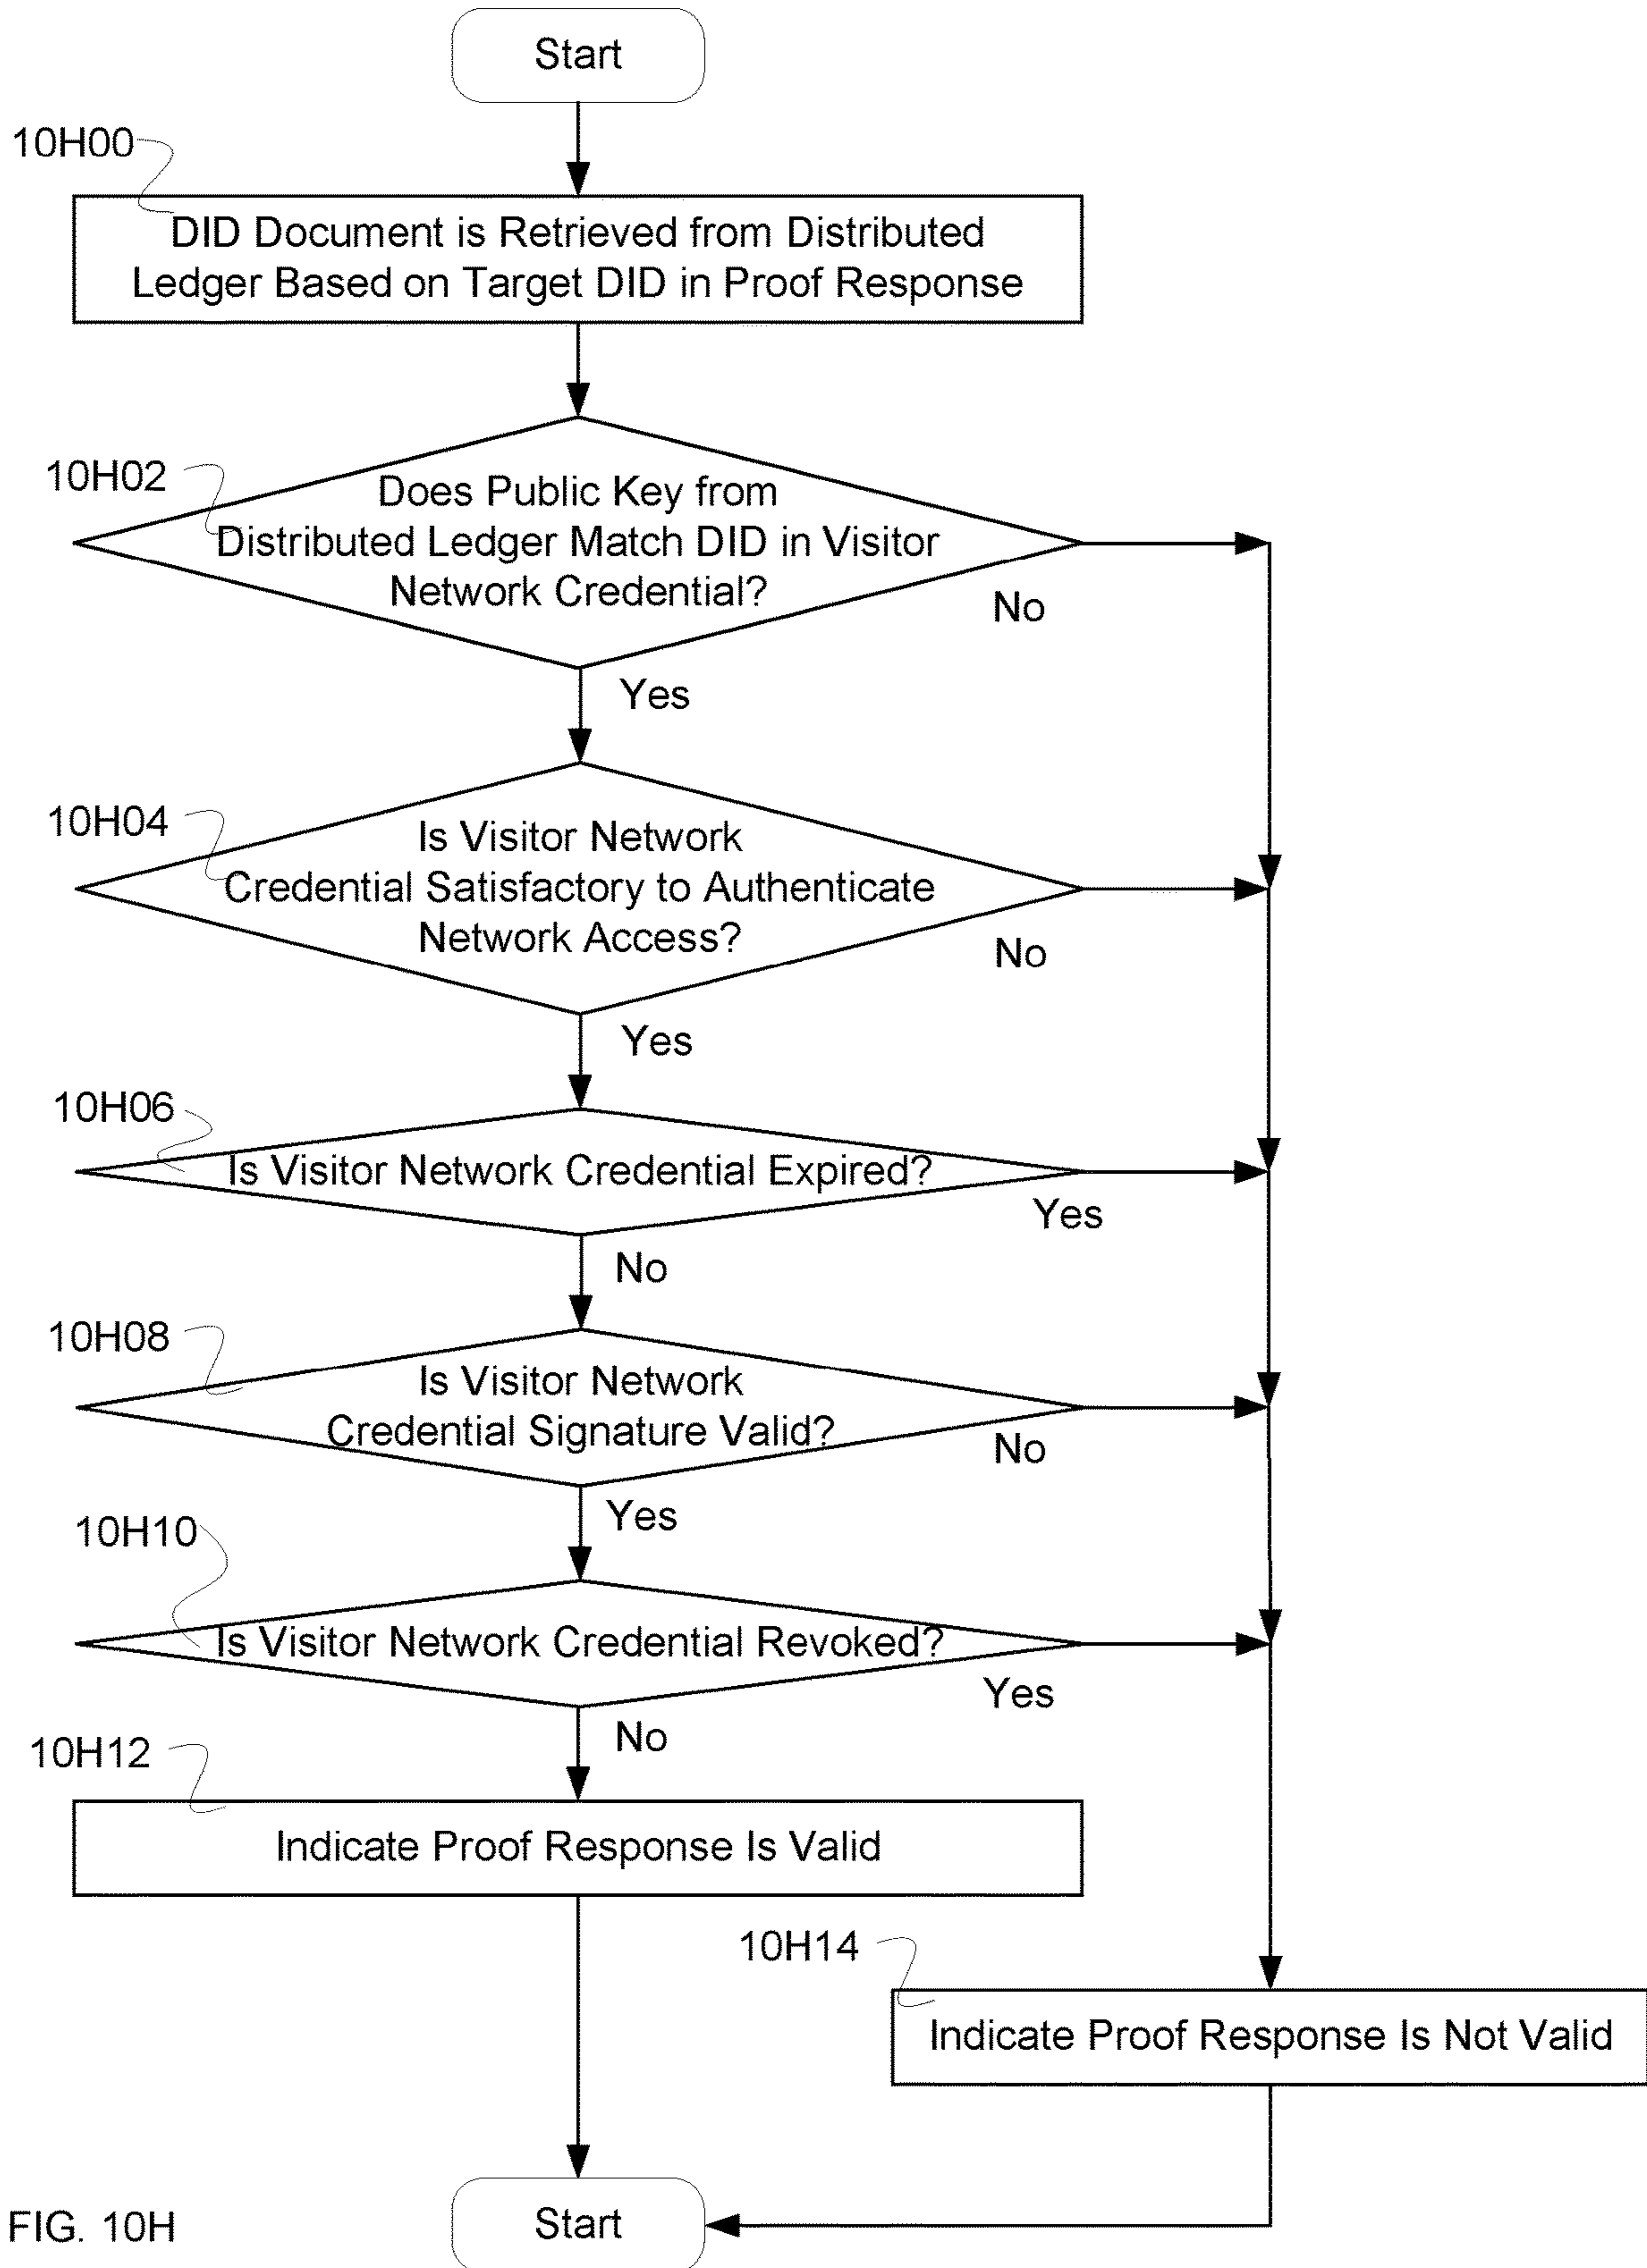 Start
10H00
DID Document is Retrieved from Distributed
Ledger Based on Target DID in Proof Response
10H02
Does Public Key from
Distributed Ledger Match DID in Visitor
Network Credential?
No
Yes
10H04
Is Visitor Network
Credential Satisfactory to Authenticate
Network Access?
No
Yes
10H06
Is Visitor Network Credential Expired?
Yes
No
10H08
Is Visitor Network
Credential Signature Valid?
No
Yes
10H10
Is Visitor Network Credential Revoked?
Yes
No
10H12
Indicate Proof Response Is Valid
10H14
Indicate Proof Response Is Not Valid
Start
FIG. 10H